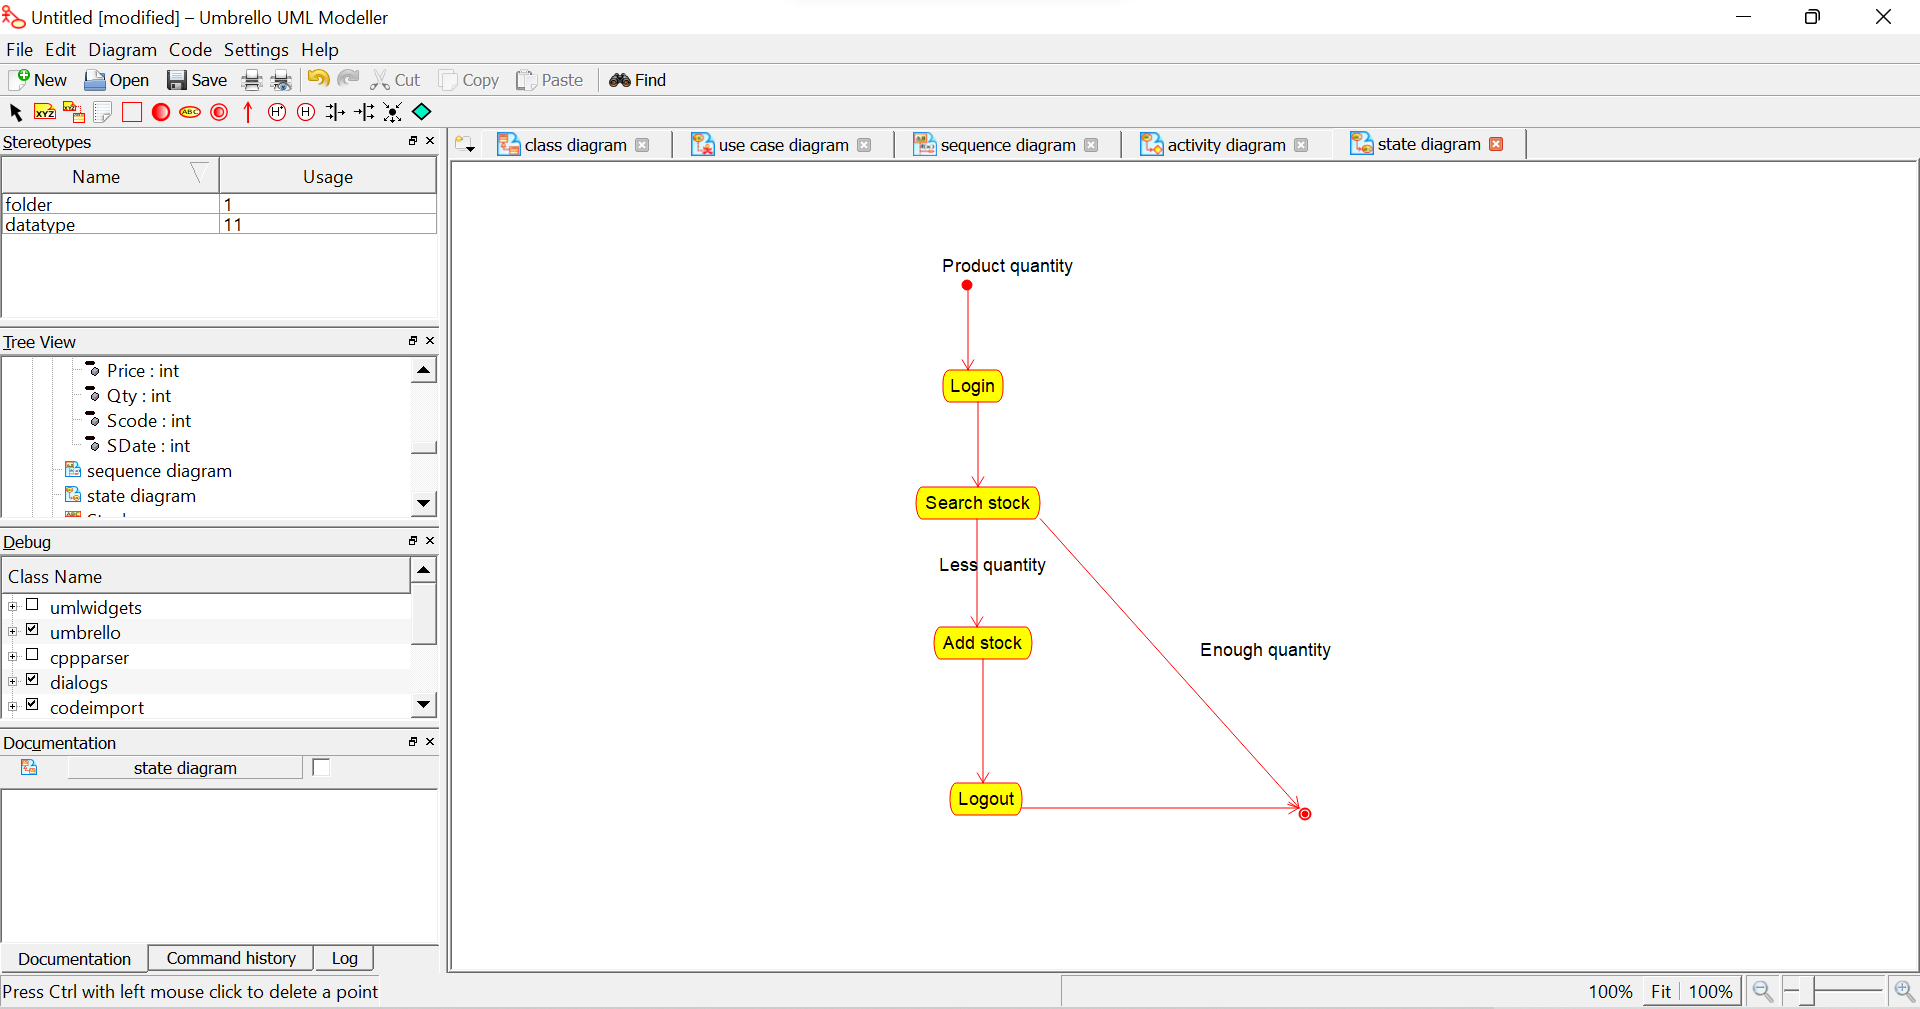 Untitled [modified] – Umbrello UML Modeller
File Edit Diagram Code Settings Help
New Open Save Cut Copy Paste Find
XYZ XYZ ABC H* H
Stereotypes
class diagram use case diagram sequence diagram activity diagram state diagram
Name Usage
folder 1
datatype 11
Tree View
Price : int
Qty : int
Scode : int
SDate : int
sequence diagram
state diagram
Debug
Class Name
umlwidgets
umbrello
cppparser
dialogs
codeimport
Documentation
state diagram
Product quantity
Login
Search stock
Less quantity
Add stock
Enough quantity
Logout
Documentation Command history Log
Press Ctrl with left mouse click to delete a point
100% Fit 100%